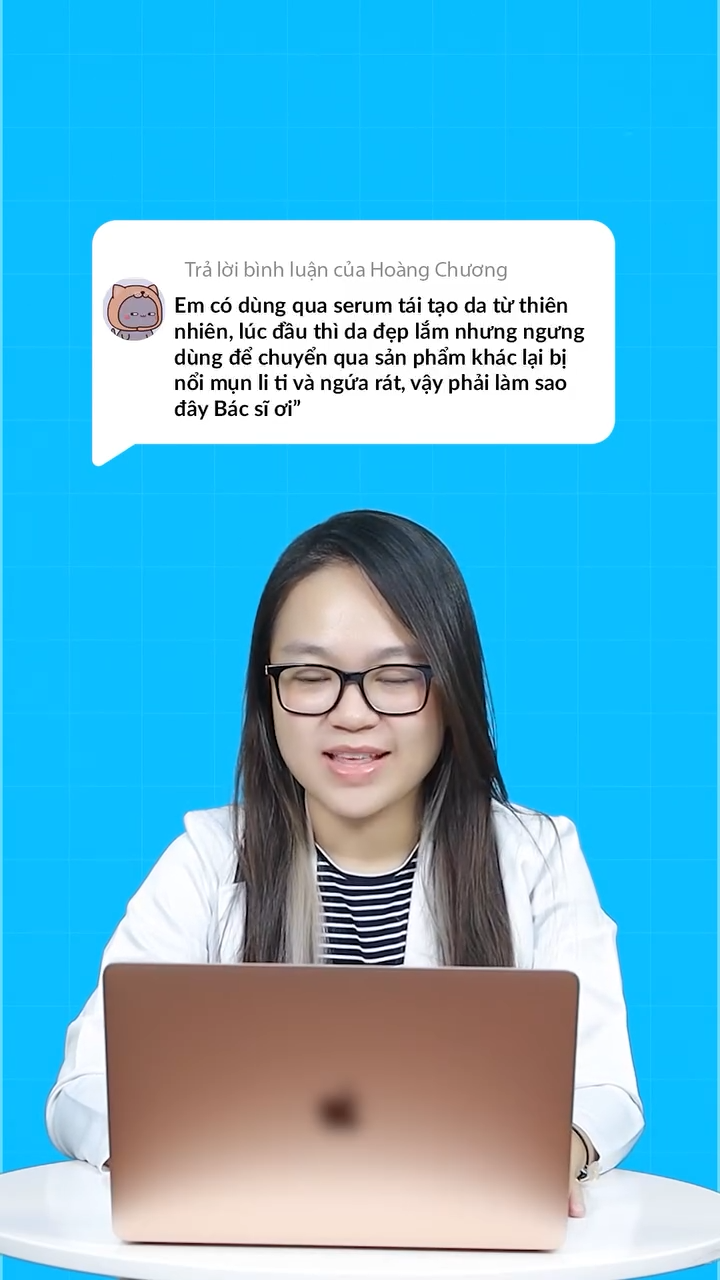 Trả lời bình luận của Hoàng Chương
Em có dùng qua serum tái tạo da từ thiên
nhiên, lúc đầu thì da đẹp lắm nhưng ngưng
dùng để chuyển qua sản phẩm khác lại bị
nổi mụn li ti và ngứa rát, vậy phải làm sao
đây Bác sĩ ơi”